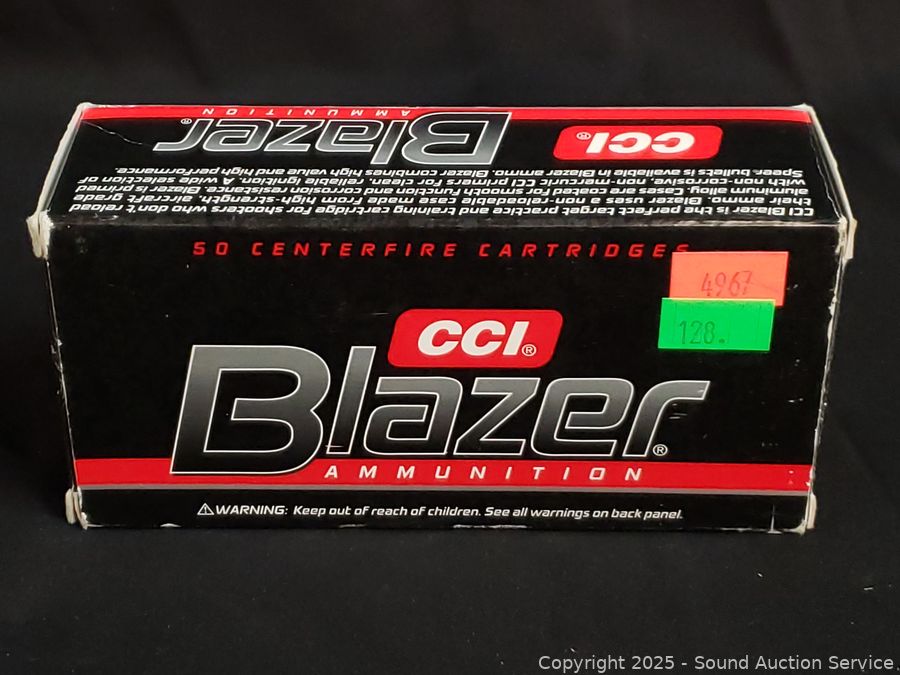 CCI Blazer is the perfect target practice and training cartridge for shooters who don't reload
their ammo. Blazer uses a non-reloadable case made from high-strength, aircraft grade
aluminum alloy. Cases are coated for smooth function and corrosion resistance. Blazer is primed
with non-corrosive, non-mercuric CCI primers for clean, reliable ignition. A wide selection of
Speer bullets is available in Blazer ammo. Blazer combines high value and high performance.
CCI®
Blazer®
AMMUNITION
50 CENTERFIRE CARTRIDGES
4967
128.
CCI®
Blazer®
AMMUNITION
⚠WARNING: Keep out of reach of children. See all warnings on back panel.
Copyright 2025 - Sound Auction Service